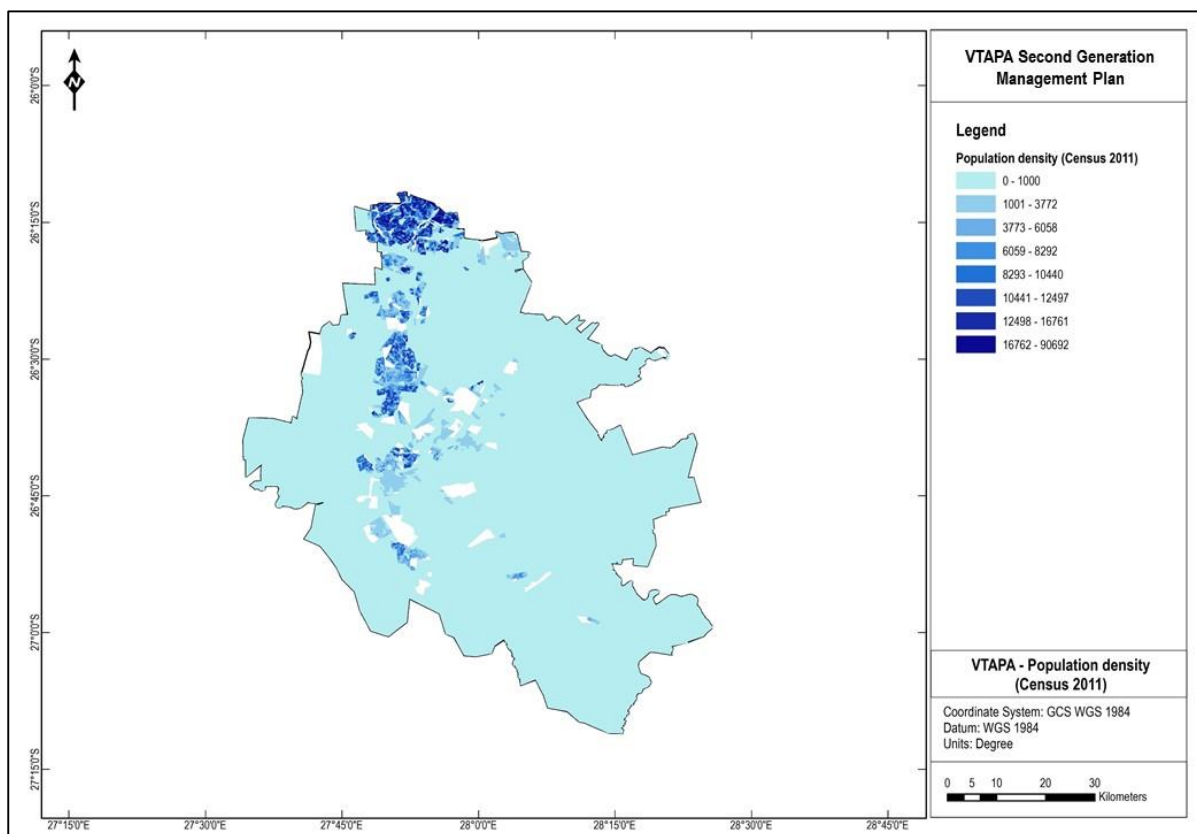 VTAPA Second Generation
Management Plan
Legend
Population density (Census 2011)
0 - 1000
1001 - 3772
3773 - 6058
6059 - 8292
8293 - 10440
10441 - 12497
12498 - 16761
16762 - 90692
VTAPA - Population density
(Census 2011)
Coordinate System: GCS WGS 1984
Datum: WGS 1984
Units: Degree
0 5 10 20 30
Kilometers
N
26°0'0"S
26°15'0"S
26°30'0"S
26°45'0"S
27°0'0"S
27°15'0"S
27°15'0"E
27°30'0"E
27°45'0"E
28°0'0"E
28°15'0"E
28°30'0"E
28°45'0"E